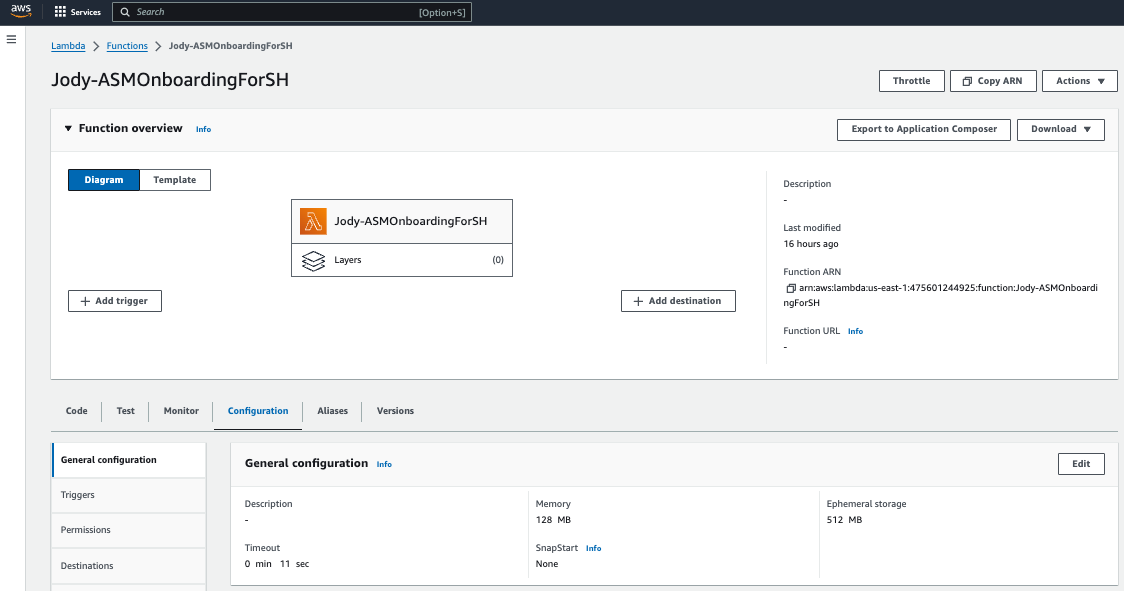 aws
Services
Search
[Option+S]
Lambda > Functions > Jody-ASMOnboardingForSH
Jody-ASMOnboardingForSH
Throttle
Copy ARN
Actions
Function overview Info
Export to Application Composer
Download
Diagram
Template
Jody-ASMOnboardingForSH
Layers (0)
+ Add trigger
+ Add destination
Description
-
Last modified
16 hours ago
Function ARN
arn:aws:lambda:us-east-1:475601244925:function:Jody-ASMOnboardi
ngForSH
Function URL Info
-
Code
Test
Monitor
Configuration
Aliases
Versions
General configuration
Triggers
Permissions
Destinations
General configuration Info
Edit
Description
-
Memory
128 MB
Ephemeral storage
512 MB
Timeout
0 min 11 sec
SnapStart Info
None